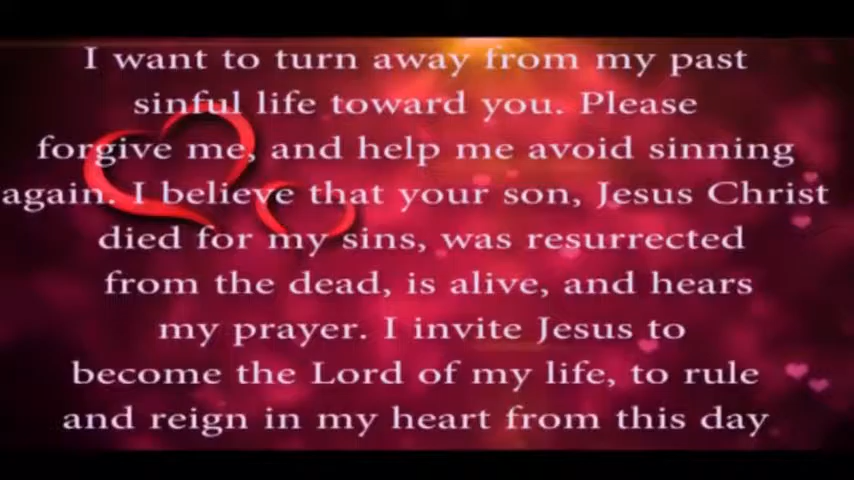 I want to turn away from my past
sinful life toward you. Please
forgive me, and help me avoid sinning
again. I believe that your son, Jesus Christ
died for my sins, was resurrected
from the dead, is alive, and hears
my prayer. I invite Jesus to
become the Lord of my life, to rule
and reign in my heart from this day